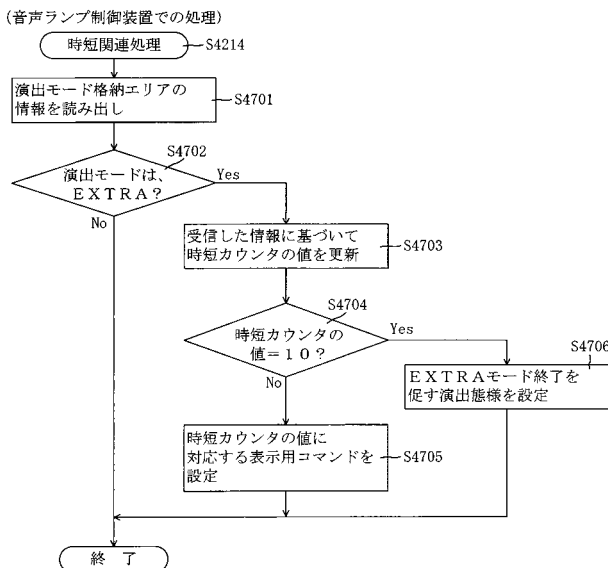 (音声ランプ制御装置での処理)
時短関連処理
S4214
演出モード格納エリアの
情報を読み出し
S4701
S4702
演出モードは、
EXTRA?
Yes
No
受信した情報に基づいて
時短カウンタの値を更新
S4703
S4704
時短カウンタの
値=10?
Yes
No
S4706
EXTRAモード終了を
促す演出態様を設定
時短カウンタの値に
対応する表示用コマンドを
設定
S4705
終 了